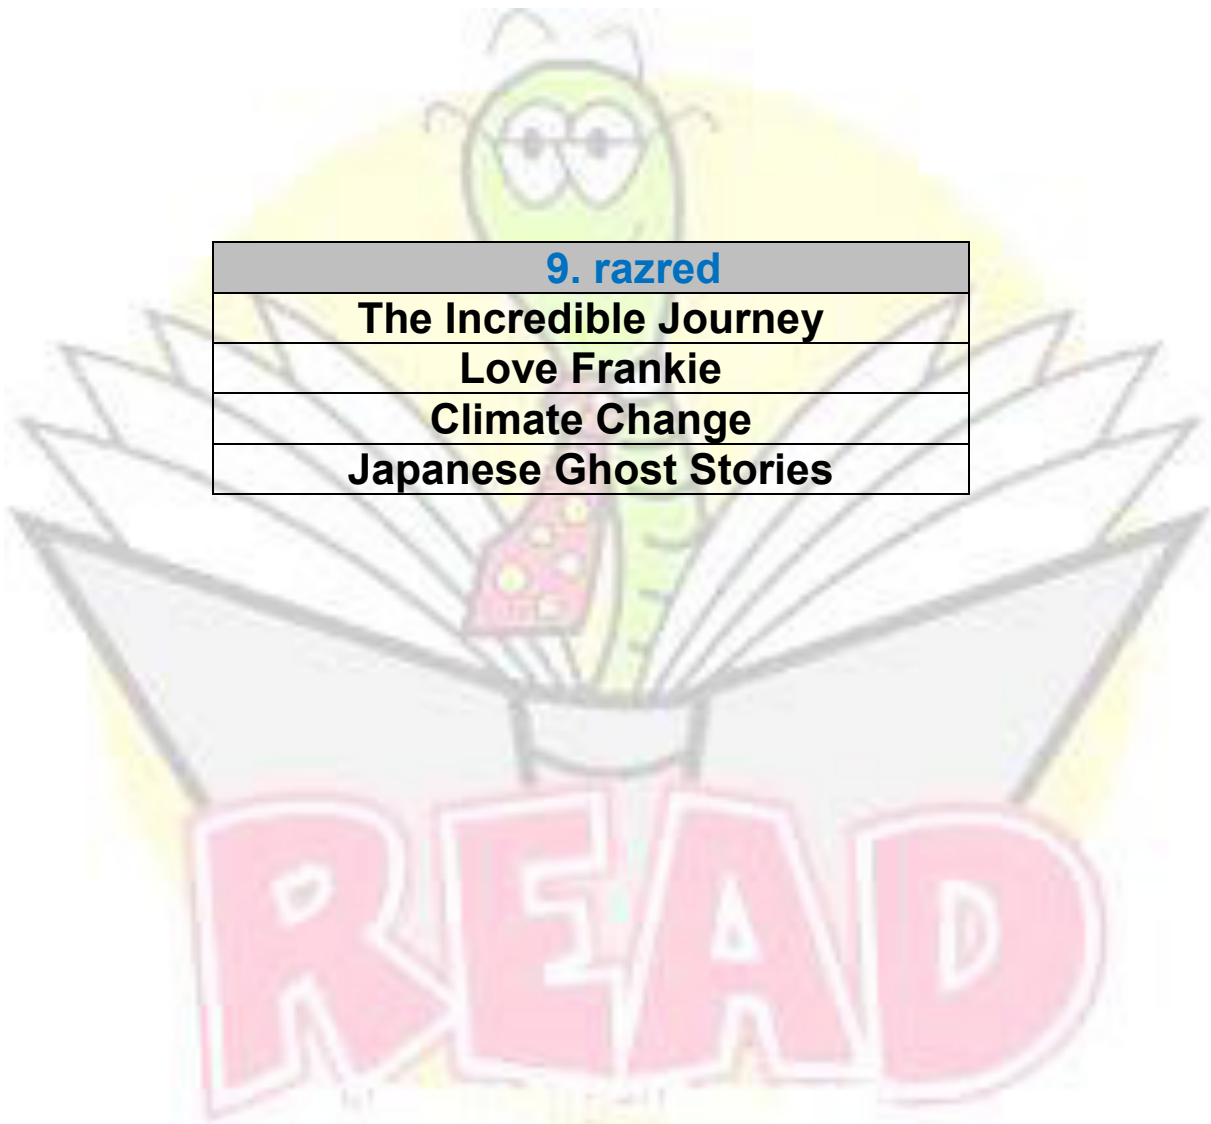 9. razred
The Incredible Journey
Love Frankie
Climate Change
Japanese Ghost Stories
READ